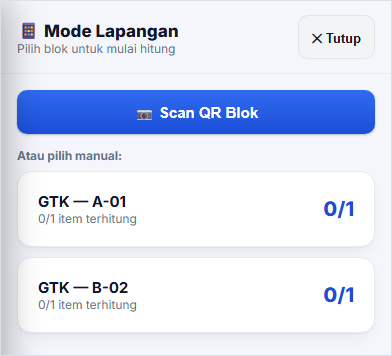 Mode Lapangan
Pilih blok untuk mulai hitung
× Tutup
Scan QR Blok
Atau pilih manual:
GTK — A-01
0/1 item terhitung
0/1
GTK — B-02
0/1 item terhitung
0/1